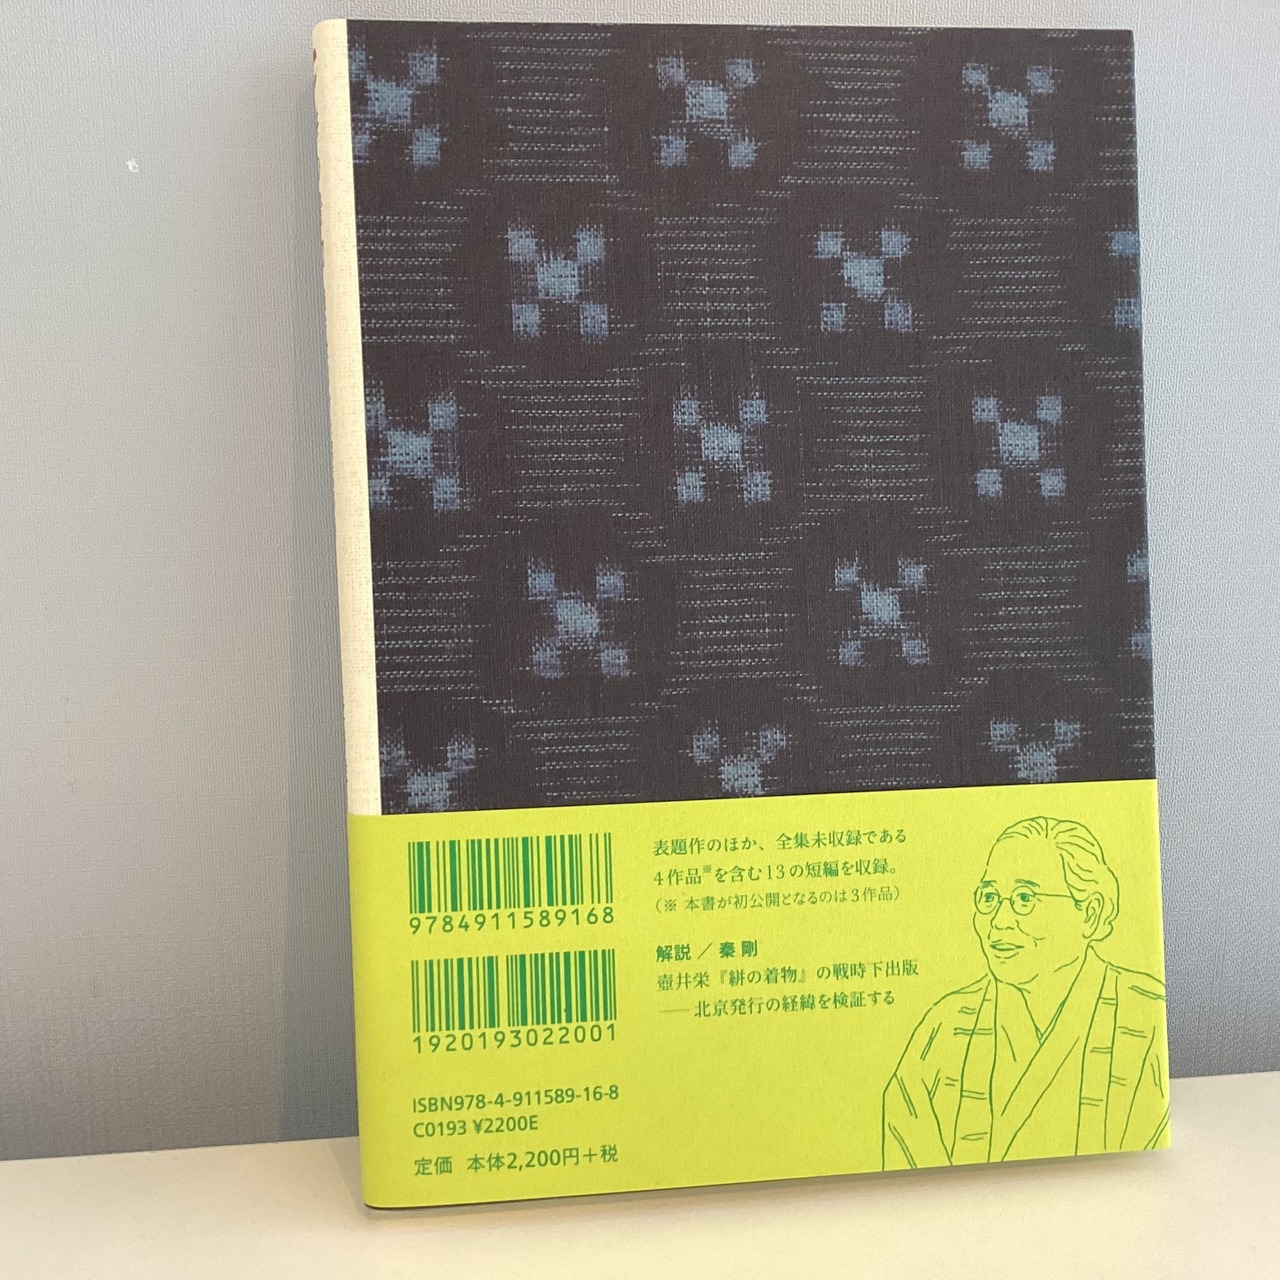 9784911589168
1920193022001
ISBN978-4-911589-16-8
C0193 ¥2200E
定価 本体2,200円+税
表題作のほか、全集未収録である
4作品※を含む13の短編を収録。
(※ 本書が初公開となるのは3作品)
解説／秦 剛
壺井栄『絣の着物』の戦時下出版
——北京発行の経緯を検証する